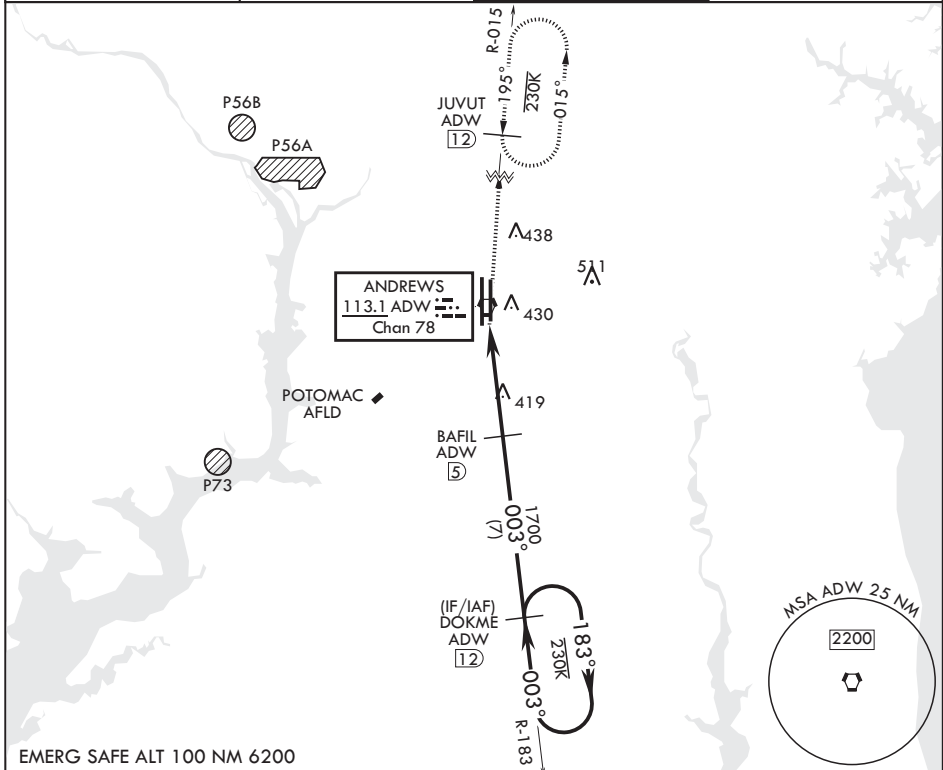 R-015
195°
230K
015°
JUVUT
ADW
12
P56B
P56A
438
511
ANDREWS
113.1 ADW
Chan 78
430
POTOMAC
AFLD
419
BAFIL
ADW
5
P73
1700
003°
(7)
(IF/IAF)
DOKME
ADW
12
183°
230K
003°
R-183
MSA ADW 25 NM
2200
EMERG SAFE ALT 100 NM 6200